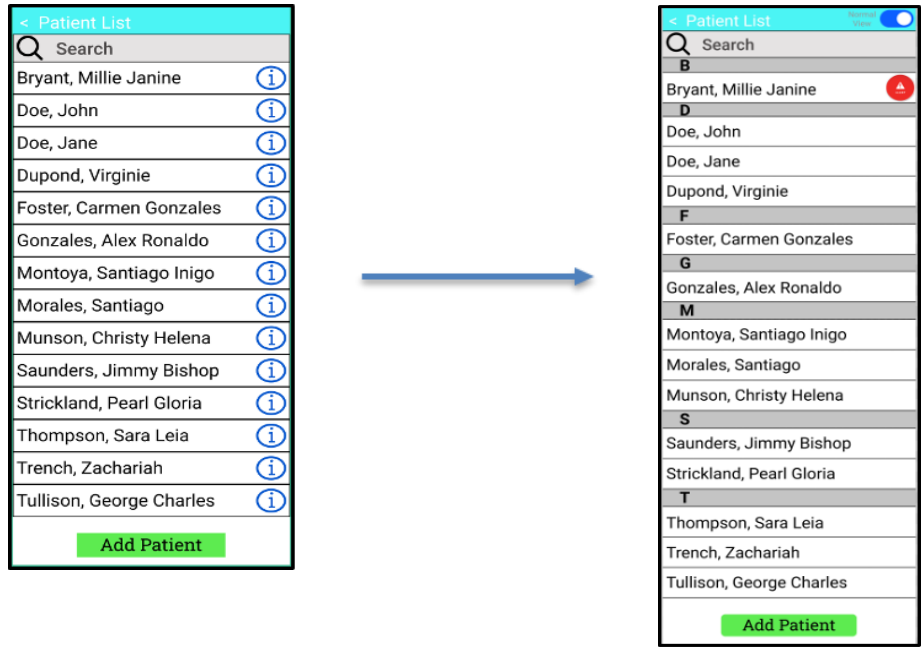 < Patient List
Search
Bryant, Millie Janine
Doe, John
Doe, Jane
Dupond, Virginie
Foster, Carmen Gonzales
Gonzales, Alex Ronaldo
Montoya, Santiago Inigo
Morales, Santiago
Munson, Christy Helena
Saunders, Jimmy Bishop
Strickland, Pearl Gloria
Thompson, Sara Leia
Trench, Zachariah
Tullison, George Charles
Add Patient
< Patient List
Normal
View
Search
B
Bryant, Millie Janine
D
Doe, John
Doe, Jane
Dupond, Virginie
F
Foster, Carmen Gonzales
G
Gonzales, Alex Ronaldo
M
Montoya, Santiago Inigo
Morales, Santiago
Munson, Christy Helena
S
Saunders, Jimmy Bishop
Strickland, Pearl Gloria
T
Thompson, Sara Leia
Trench, Zachariah
Tullison, George Charles
Add Patient